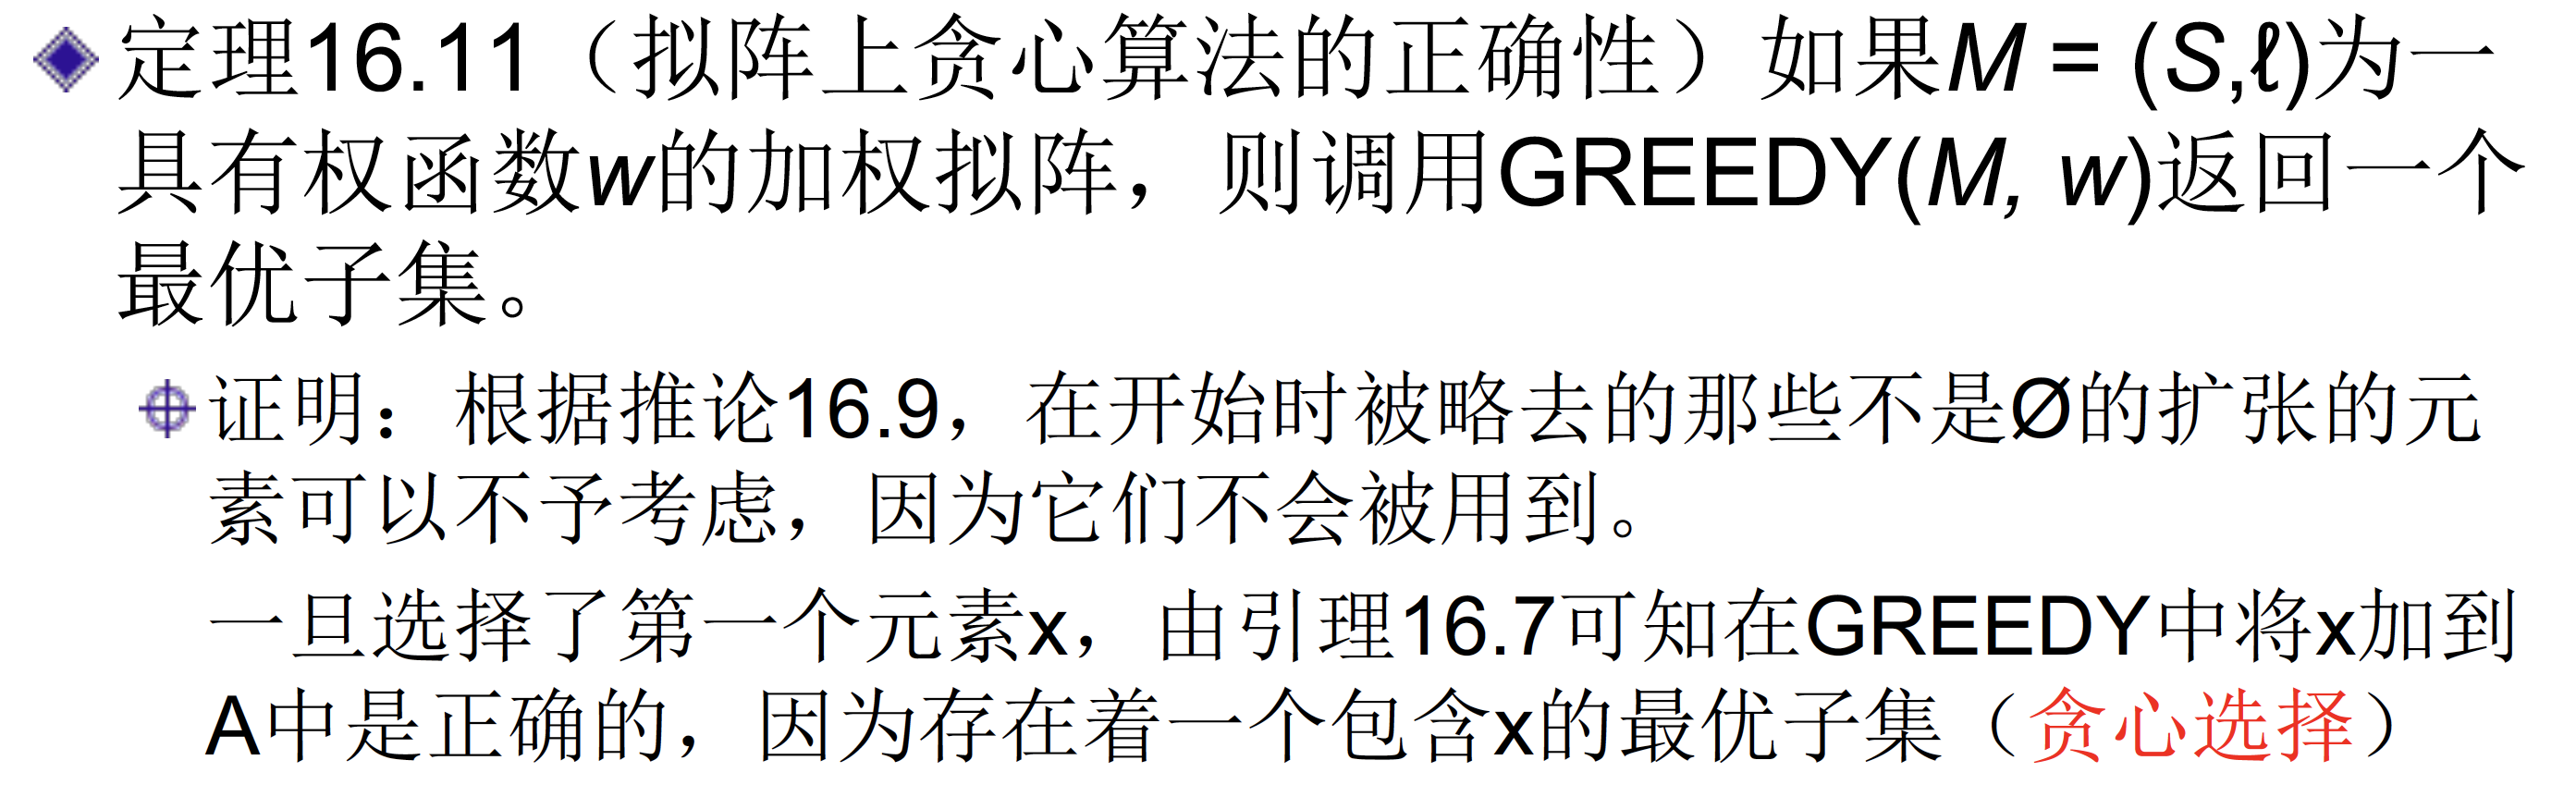 定理16.11（拟阵上贪心算法的正确性）如果M = (S,ℓ)为一
具有权函数w的加权拟阵，则调用GREEDY(M, w)返回一个
最优子集。
证明：根据推论16.9，在开始时被略去的那些不是Ø的扩张的元
素可以不予考虑，因为它们不会被用到。
一旦选择了第一个元素x，由引理16.7可知在GREEDY中将x加到
A中是正确的，因为存在着一个包含x的最优子集（贪心选择）